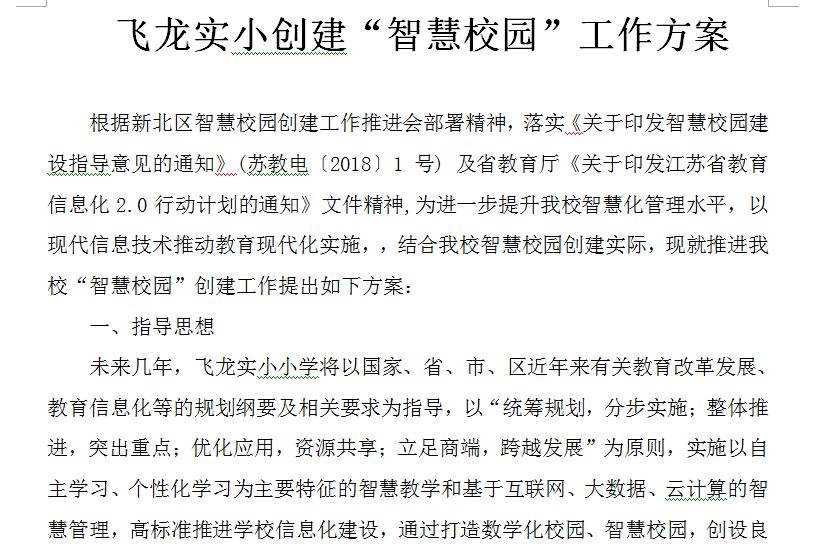 飞龙实小创建“智慧校园”工作方案
根据新北区智慧校园创建工作推进会部署精神，落实《关于印发智慧校园建
设指导意见的通知》(苏教电〔2018〕1 号) 及省教育厅《关于印发江苏省教育
信息化 2.0 行动计划的通知》文件精神,为进一步提升我校智慧化管理水平，以
现代信息技术推动教育现代化实施，，结合我校智慧校园创建实际，现就推进我
校“智慧校园”创建工作提出如下方案：
一、指导思想
未来几年，飞龙实小小学将以国家、省、市、区近年来有关教育改革发展、
教育信息化等的规划纲要及相关要求为指导，以“统筹规划，分步实施；整体推
进，突出重点；优化应用，资源共享；立足商端，跨越发展”为原则，实施以自
主学习、个性化学习为主要特征的智慧教学和基于互联网、大数据、云计算的智
慧管理，高标准推进学校信息化建设，通过打造数学化校园、智慧校园，创设良